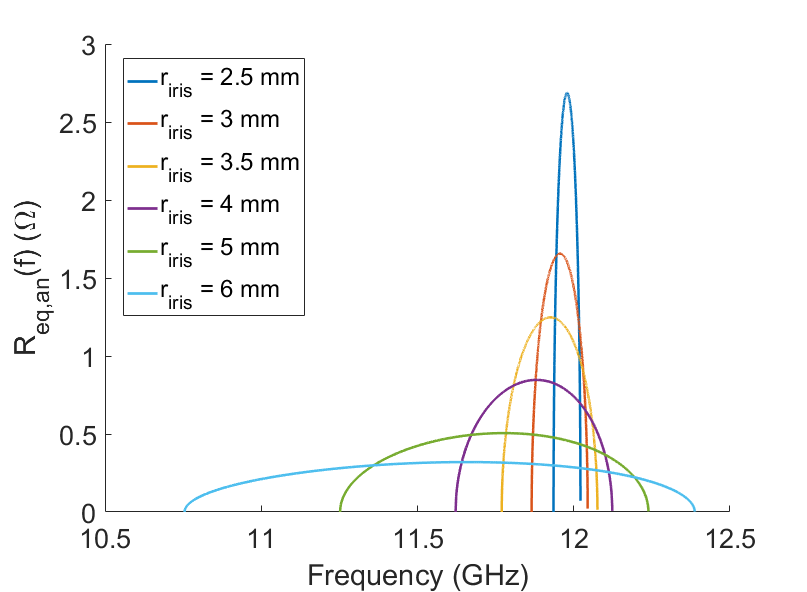 3
2.5
2
1.5
1
0.5
0
R_eq,an(f) (Ω)
r_iris = 2.5 mm
r_iris = 3 mm
r_iris = 3.5 mm
r_iris = 4 mm
r_iris = 5 mm
r_iris = 6 mm
10.5 11 11.5 12 12.5
Frequency (GHz)